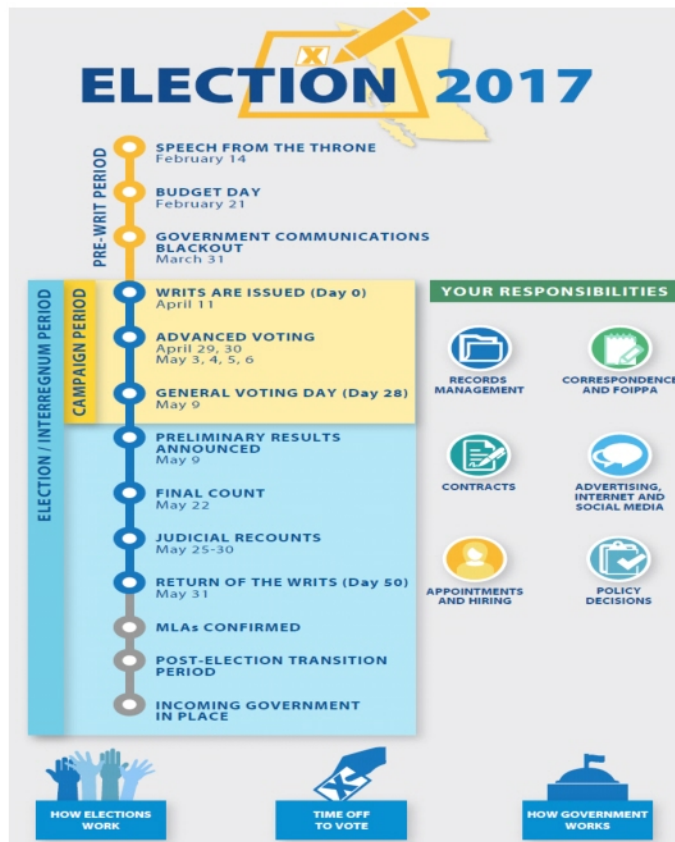 ELECTION 2017
PRE-WRIT PERIOD
SPEECH FROM THE THRONE
February 14
BUDGET DAY
February 21
GOVERNMENT COMMUNICATIONS
BLACKOUT
March 31
ELECTION / INTERREGNUM PERIOD
CAMPAIGN PERIOD
WRITS ARE ISSUED (Day 0)
April 11
ADVANCED VOTING
April 29, 30
May 3, 4, 5, 6
GENERAL VOTING DAY (Day 28)
May 9
PRELIMINARY RESULTS
ANNOUNCED
May 9
FINAL COUNT
May 22
JUDICIAL RECOUNTS
May 25-30
RETURN OF THE WRITS (Day 50)
May 31
MLAs CONFIRMED
POST-ELECTION TRANSITION
PERIOD
INCOMING GOVERNMENT
IN PLACE
YOUR RESPONSIBILITIES
RECORDS
MANAGEMENT
CORRESPONDENCE
AND FOIPPA
CONTRACTS
ADVERTISING,
INTERNET AND
SOCIAL MEDIA
APPOINTMENTS
AND HIRING
POLICY
DECISIONS
HOW ELECTIONS
WORK
TIME OFF
TO VOTE
HOW GOVERNMENT
WORKS